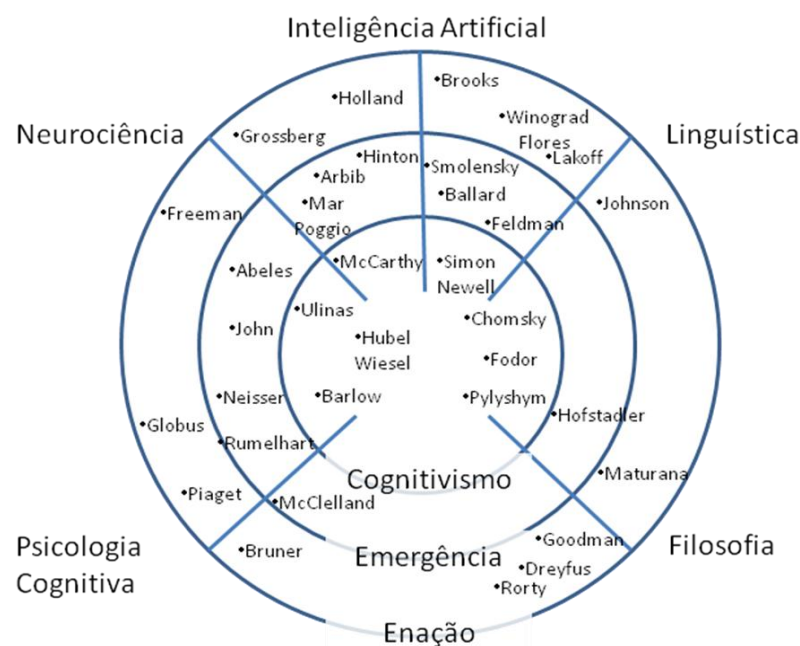 Inteligência Artificial
Brooks
Holland
Winograd
Neurociência
Grossberg
Flores
Linguística
Hinton
Smolensky
Lakoff
Arbib
Ballard
Mar
Johnson
Freeman
Poggio
Feldman
McCarthy
Simon
Abeles
Newell
Ulinas
Chomsky
John
Hubel
Wiesel
Fodor
Neisser
Barlow
Pylyshym
Globus
Hofstadler
Rumelhart
Cognitivismo
Maturana
Piaget
McClelland
Psicologia
Cognitiva
Bruner
Emergência
Goodman
Filosofia
Dreyfus
Rorty
Enação